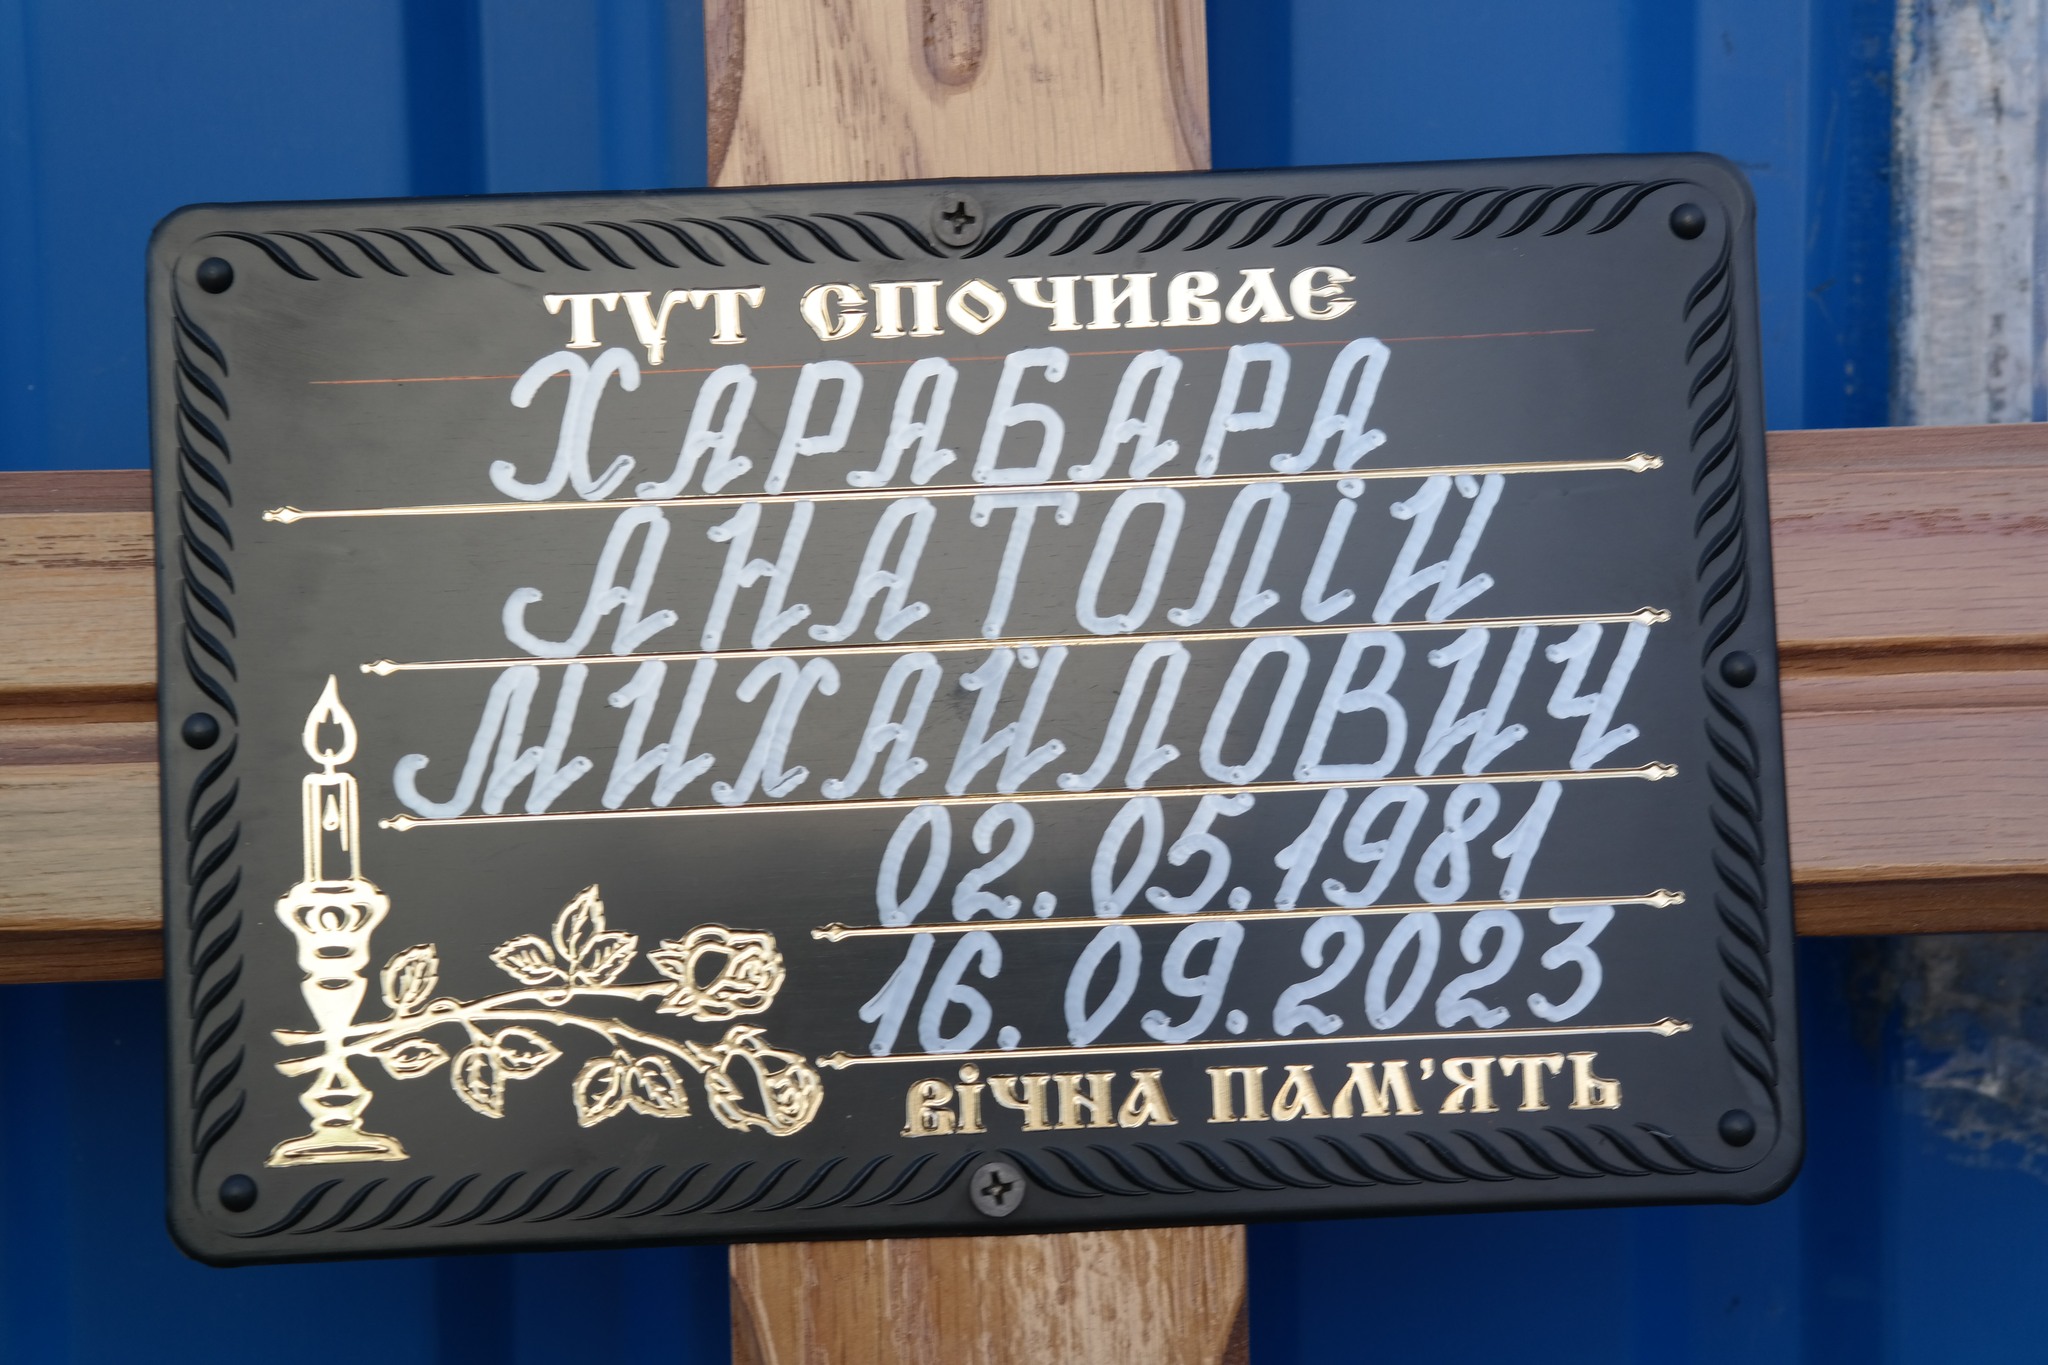 ТУТ СПОЧИВАЄ
ХАРАБАРА
АНАТОЛІЙ
МИХАЙЛОВИЧ
02.05.1981
16.09.2023
ВІЧНА ПАМ'ЯТЬ